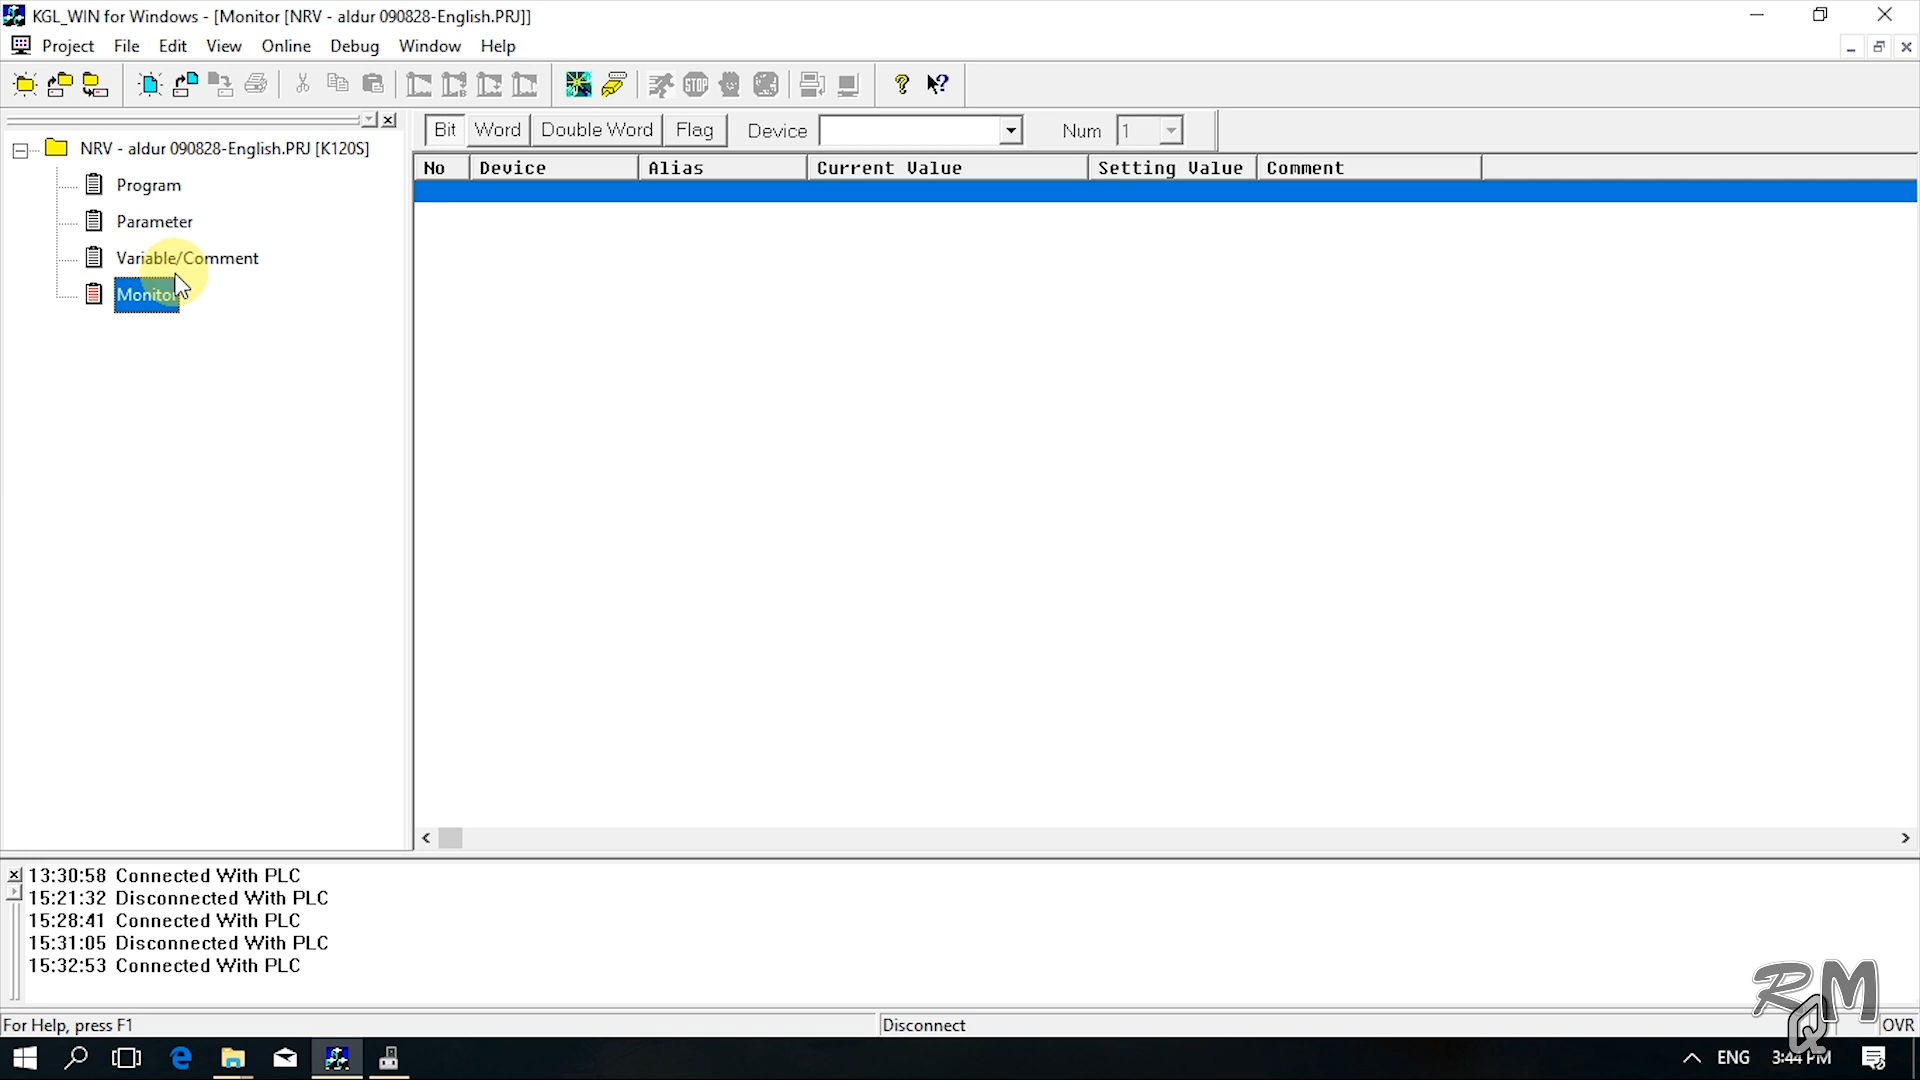 KGL_WIN for Windows - [Monitor [NRV - aldur 090828-English.PRJ]]
Project File Edit View Online Debug Window Help
STOP
Bit Word Double Word Flag Device Num 1
NRV - aldur 090828-English.PRJ [K120S]
No Device Alias Current Value Setting Value Comment
Program
Parameter
Variable/Comment
Monitor
13:30:58 Connected With PLC
15:21:32 Disconnected With PLC
15:28:41 Connected With PLC
15:31:05 Disconnected With PLC
15:32:53 Connected With PLC
RQM
For Help, press F1 Disconnect OVR
ENG 3:44 PM